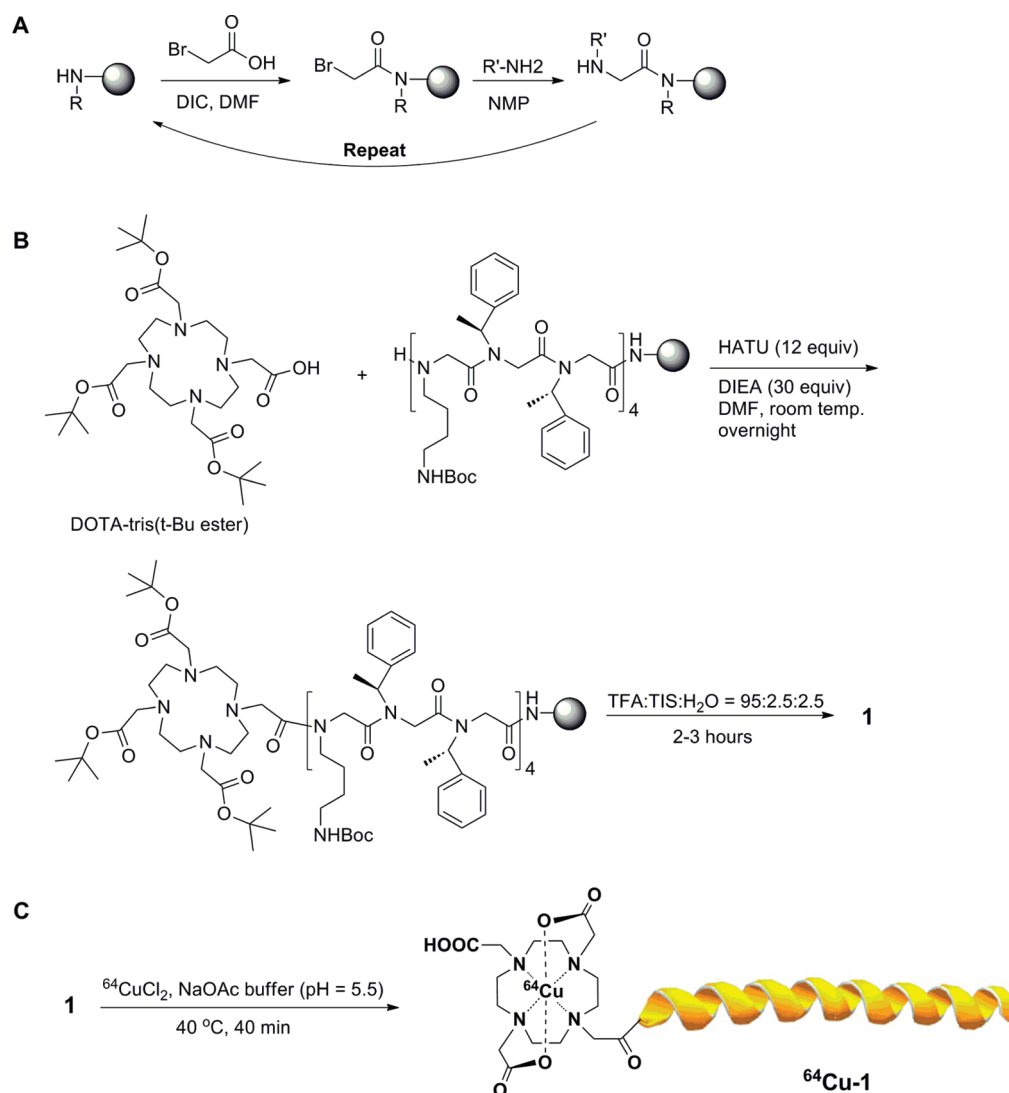 A
O
Br
OH
HN
R
DIC, DMF
O
Br
N
R
R'-NH2
NMP
R'
HN
O
N
R
Repeat
B
O
O
N
N
N
N
O
O
O
OH
O
O
DOTA-tris(t-Bu ester)
+
H
N
O
N
O
N
O
HN
4
NHBoc
HATU (12 equiv)
DIEA (30 equiv)
DMF, room temp.
overnight
O
O
N
N
N
N
O
O
O
O
O
N
O
N
O
N
O
HN
4
NHBoc
TFA:TIS:H₂O = 95:2.5:2.5
2-3 hours
1
C
1
⁶⁴CuCl₂, NaOAc buffer (pH = 5.5)
40 °C, 40 min
O
O
HOOC
N
N
⁶⁴Cu
N
N
O
O
O
⁶⁴Cu-1